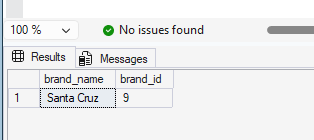 100 % No issues found
Results Messages
brand_name brand_id
1 Santa Cruz 9